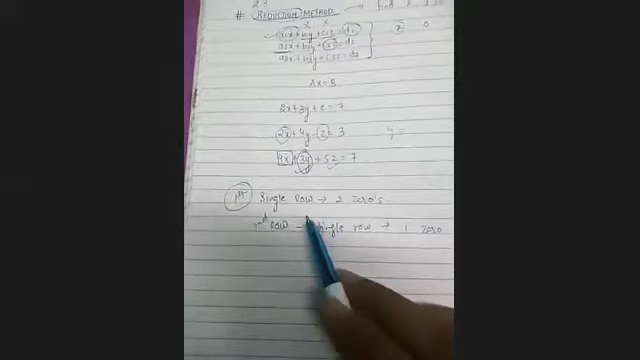 # REDUCTION METHOD
a1x + b1y + c1z = d1
a2x + b2y + c2z = d2
a3x + b3y + c3z = d3
Ax = B
2x + 3y + z = 7
2x + 4y - z = 3
y =
4x + 3y + 5z = 7
1st Single Row → 2 zero's.
2nd Row → Single row → 1 zero